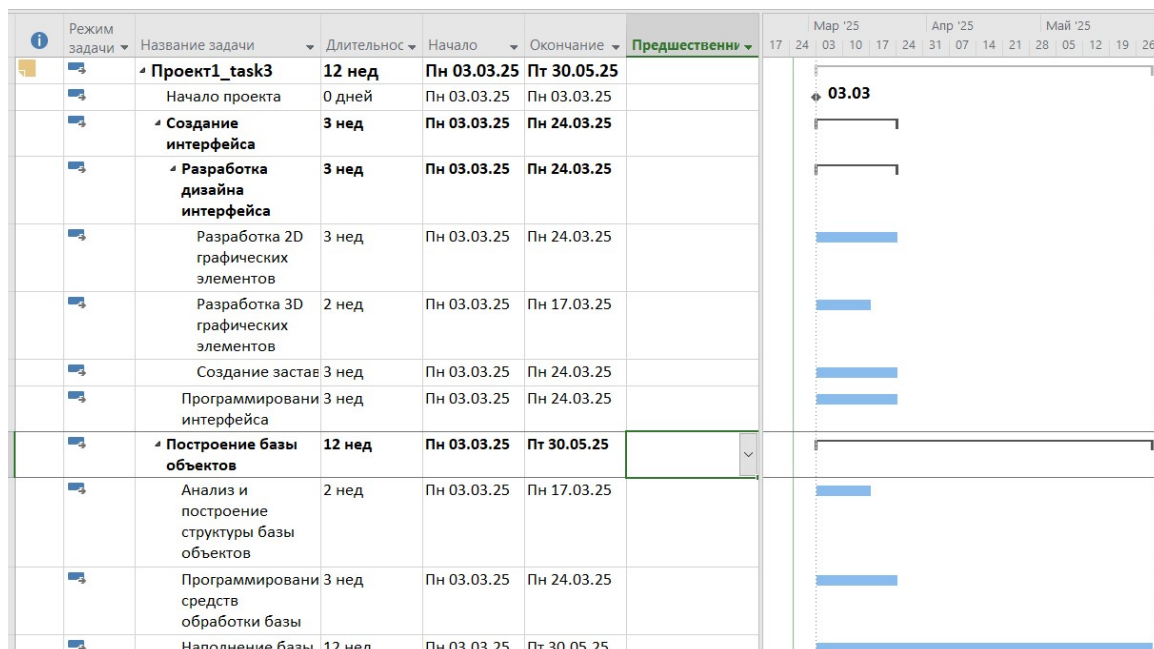 Режим задачи Название задачи Длительнос Начало Окончание Предшественни Мар '25 Апр '25 Май '25
17 24 03 10 17 24 31 07 14 21 28 05 12 19 26
Проект1_task3 12 нед Пн 03.03.25 Пт 30.05.25
Начало проекта 0 дней Пн 03.03.25 Пн 03.03.25 03.03
Создание 3 нед Пн 03.03.25 Пн 24.03.25
интерфейса
Разработка 3 нед Пн 03.03.25 Пн 24.03.25
дизайна
интерфейса
Разработка 2D 3 нед Пн 03.03.25 Пн 24.03.25
графических
элементов
Разработка 3D 2 нед Пн 03.03.25 Пн 17.03.25
графических
элементов
Создание застав 3 нед Пн 03.03.25 Пн 24.03.25
Программировани 3 нед Пн 03.03.25 Пн 24.03.25
интерфейса
Построение базы 12 нед Пн 03.03.25 Пт 30.05.25
объектов
Анализ и 2 нед Пн 03.03.25 Пн 17.03.25
построение
структуры базы
объектов
Программировани 3 нед Пн 03.03.25 Пн 24.03.25
средств
обработки базы
Наполнение базы 12 нед Пн 03.03.25 Пт 30.05.25